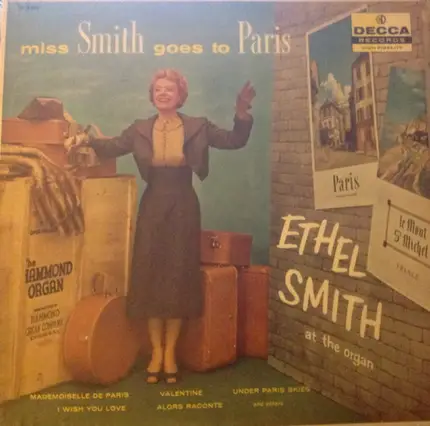 miss Smith goes to Paris
DECCA
RECORDS
Paris
le Mont
St Michel
FRANCE
ETHEL
SMITH
at the organ
HAMMOND
ORGAN
HAMMOND
ORGAN COMPANY
MADEMOISELLE DE PARIS VALENTINE UNDER PARIS SKIES
I WISH YOU LOVE ALORS RACONTE and others